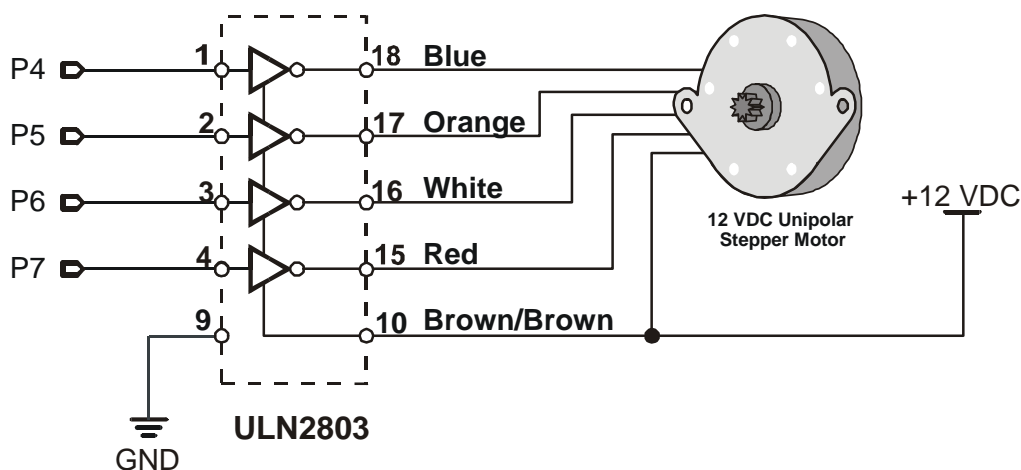 P4 1 18 Blue
P5 2 17 Orange
P6 3 16 White
P7 4 15 Red
9 10 Brown/Brown
12 VDC Unipolar
Stepper Motor
+12 VDC
ULN2803
GND